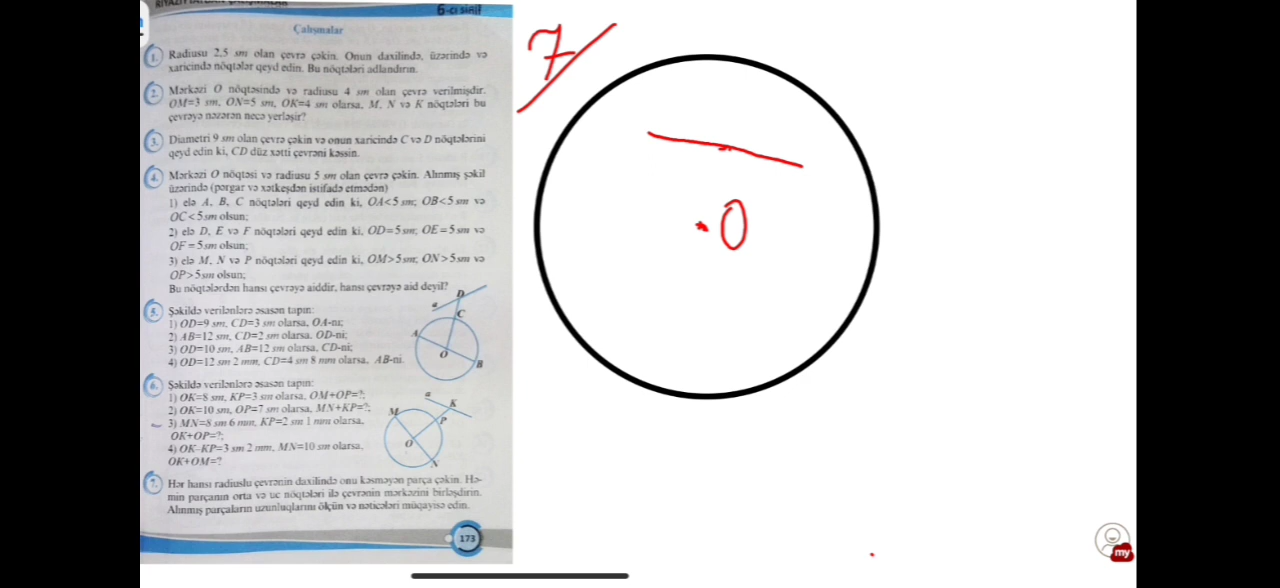 6-cı sinif
Çalışmalar
1. Radiusu 2,5 sm olan çevrə çəkin. Onun daxilində, üzərində və
xaricində nöqtələr qeyd edin. Bu nöqtələri adlandırın.
2. Mərkəzi O nöqtəsində və radiusu 4 sm olan çevrə verilmişdir.
OM=3 sm, ON=5 sm, OK=4 sm olarsa, M, N və K nöqtələri bu
çevrəyə nəzərən necə yerləşir?
3. Diametri 9 sm olan çevrə çəkin və onun xaricində C və D nöqtələrini
qeyd edin ki, CD düz xətti çevrəni kəssin.
4. Mərkəzi O nöqtəsi və radiusu 5 sm olan çevrə çəkin. Alınmış şəkil
üzərində (pərgar və xətkeşdən istifadə etmədən)
1) elə A, B, C nöqtələri qeyd edin ki, OA<5 sm; OB<5 sm və
OC<5 sm olsun;
2) elə D, E və F nöqtələri qeyd edin ki, OD=5 sm; OE=5 sm və
OF=5 sm olsun;
3) elə M, N və P nöqtələri qeyd edin ki, OM>5 sm; ON>5 sm və
OP>5 sm olsun;
Bu nöqtələrdən hansı çevrəyə aiddir, hansı çevrəyə aid deyil?
5. Şəkildə verilənlərə əsasən tapın:
1) OD=9 sm, CD=3 sm olarsa, OA-nı;
2) AB=12 sm, CD=2 sm olarsa, OD-ni;
3) OD=10 sm, AB=12 sm olarsa, CD-ni;
4) OD=12 sm 2 mm, CD=4 sm 8 mm olarsa, AB-ni.
a D
C
A
O
B
6. Şəkildə verilənlərə əsasən tapın:
1) OK=8 sm, KP=3 sm olarsa, OM+OP=?;
2) OK=10 sm, OP=7 sm olarsa, MN+KP=?;
3) MN=8 sm 6 mm, KP=2 sm 1 mm olarsa,
OK+OP=?;
4) OK-KP=3 sm 2 mm, MN=10 sm olarsa,
OK+OM=?
a
K
M
P
O
N
7. Hər hansı radiuslu çevrənin daxilində onu kəsməyən parça çəkin. Hə-
min parçanın orta və uc nöqtələri ilə çevrənin mərkəzini birləşdirin.
Alınmış parçaların uzunluqlarını ölçün və nəticələri müqayisə edin.
173
7
O
my